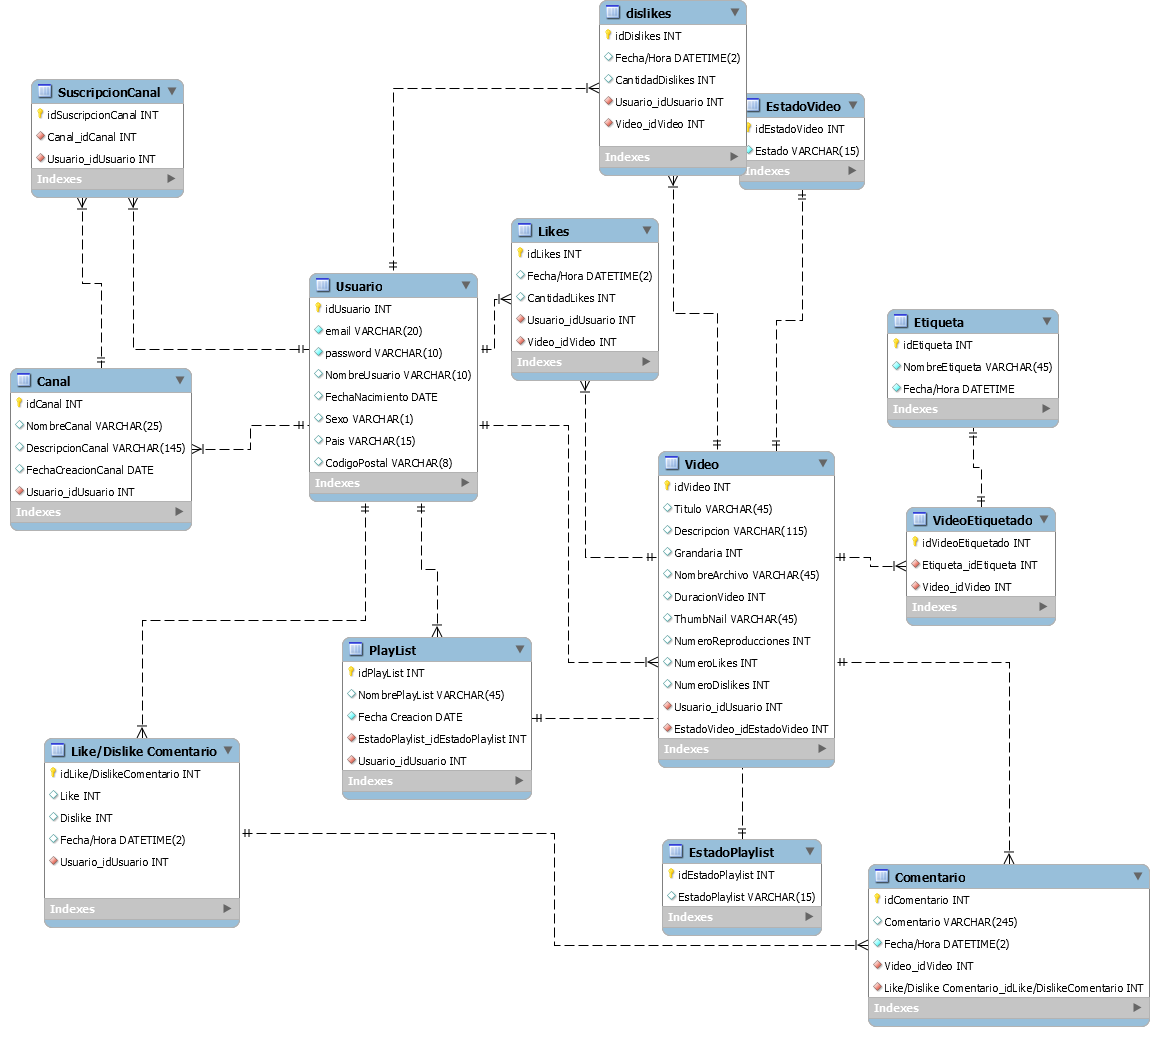 dislikes
idDislikes INT
Fecha/Hora DATETIME(2)
CantidadDislikes INT
Usuario_idUsuario INT
Video_idVideo INT
Indexes
EstadoVideo
idEstadoVideo INT
Estado VARCHAR(15)
Indexes
SuscripcionCanal
idSuscripcionCanal INT
Canal_idCanal INT
Usuario_idUsuario INT
Indexes
Likes
idLikes INT
Fecha/Hora DATETIME(2)
CantidadLikes INT
Usuario_idUsuario INT
Video_idVideo INT
Indexes
Usuario
idUsuario INT
email VARCHAR(20)
password VARCHAR(10)
NombreUsuario VARCHAR(10)
FechaNacimiento DATE
Sexo VARCHAR(1)
Pais VARCHAR(15)
CodigoPostal VARCHAR(8)
Indexes
Etiqueta
idEtiqueta INT
NombreEtiqueta VARCHAR(45)
Fecha/Hora DATETIME
Indexes
Canal
idCanal INT
NombreCanal VARCHAR(25)
DescripcionCanal VARCHAR(145)
FechaCreacionCanal DATE
Usuario_idUsuario INT
Indexes
Video
idVideo INT
Titulo VARCHAR(45)
Descripcion VARCHAR(115)
Grandaria INT
NombreArchivo VARCHAR(45)
DuracionVideo INT
ThumbNail VARCHAR(45)
NumeroReproducciones INT
NumeroLikes INT
NumeroDislikes INT
Usuario_idUsuario INT
EstadoVideo_idEstadoVideo INT
Indexes
VideoEtiquetado
idVideoEtiquetado INT
Etiqueta_idEtiqueta INT
Video_idVideo INT
Indexes
PlayList
idPlayList INT
NombrePlayList VARCHAR(45)
Fecha Creacion DATE
EstadoPlaylist_idEstadoPlaylist INT
Usuario_idUsuario INT
Indexes
Like/Dislike Comentario
idLike/DislikeComentario INT
Like INT
Dislike INT
Fecha/Hora DATETIME(2)
Usuario_idUsuario INT
Indexes
EstadoPlaylist
idEstadoPlaylist INT
EstadoPlaylist VARCHAR(15)
Indexes
Comentario
idComentario INT
Comentario VARCHAR(245)
Fecha/Hora DATETIME(2)
Video_idVideo INT
Like/Dislike Comentario_idLike/DislikeComentario INT
Indexes